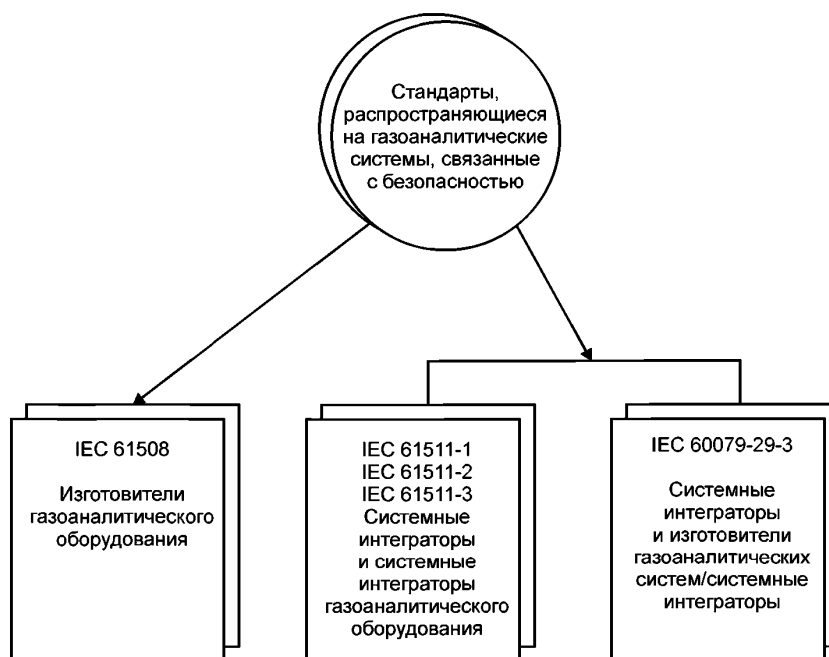 Стандарты,
распространяющиеся
на газоаналитические
системы, связанные
с безопасностью
IEC 61508
Изготовители
газоаналитического
оборудования
IEC 61511-1
IEC 61511-2
IEC 61511-3
Системные
интеграторы
и системные
интеграторы
газоаналитического
оборудования
IEC 60079-29-3
Системные
интеграторы
и изготовители
газоаналитических
систем/системные
интеграторы